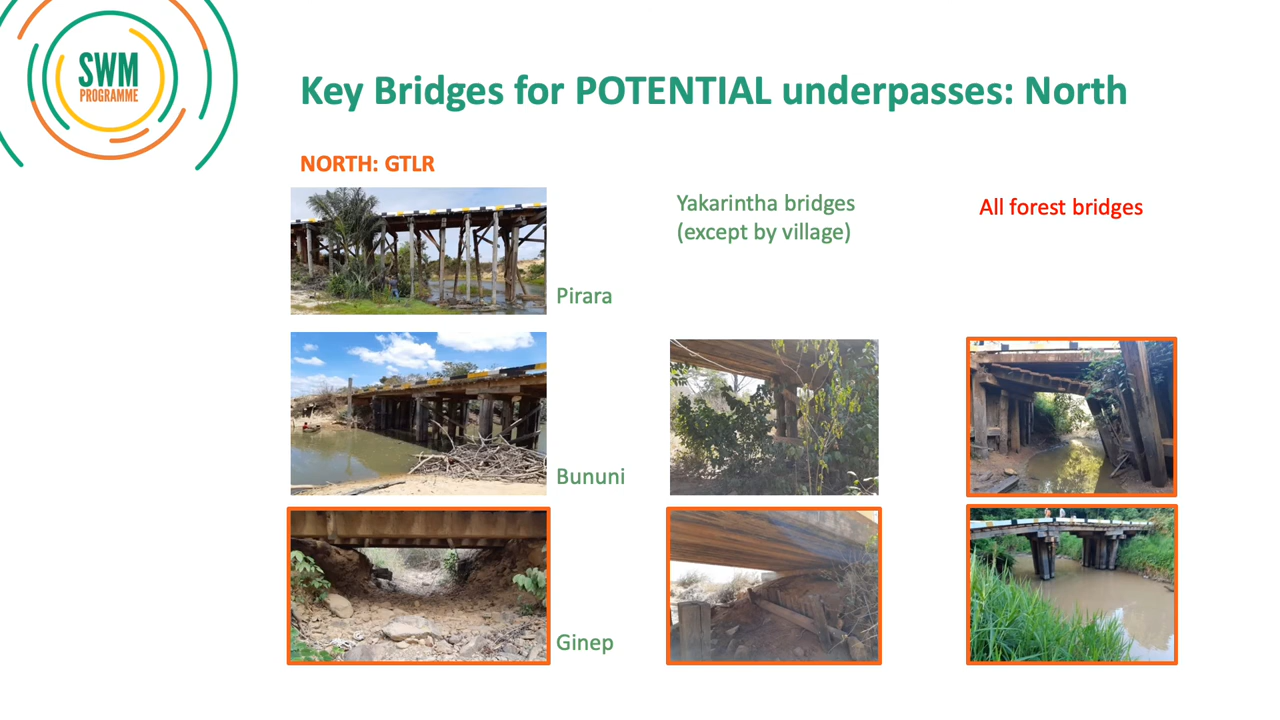 SWM
PROGRAMME
Key Bridges for POTENTIAL underpasses: North
NORTH: GTLR
Pirara
Yakarintha bridges
(except by village)
All forest bridges
Bununi
Ginep